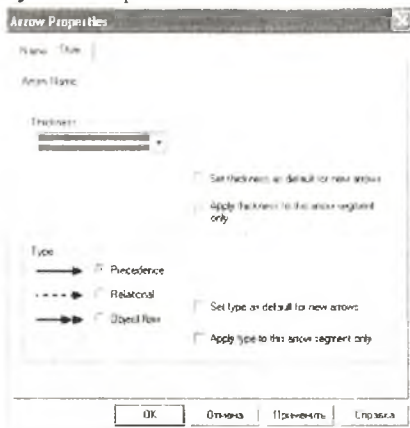 Arrow Properties
Name Style
Arrow Name
Thickness
Set thickness as default for new arrows
Apply thickness to this arrow segment
only
Type
Precedence
Relational
Object flow
Set type as default for new arrows
Apply type to this arrow segment only
OK Отмена Применить Справка